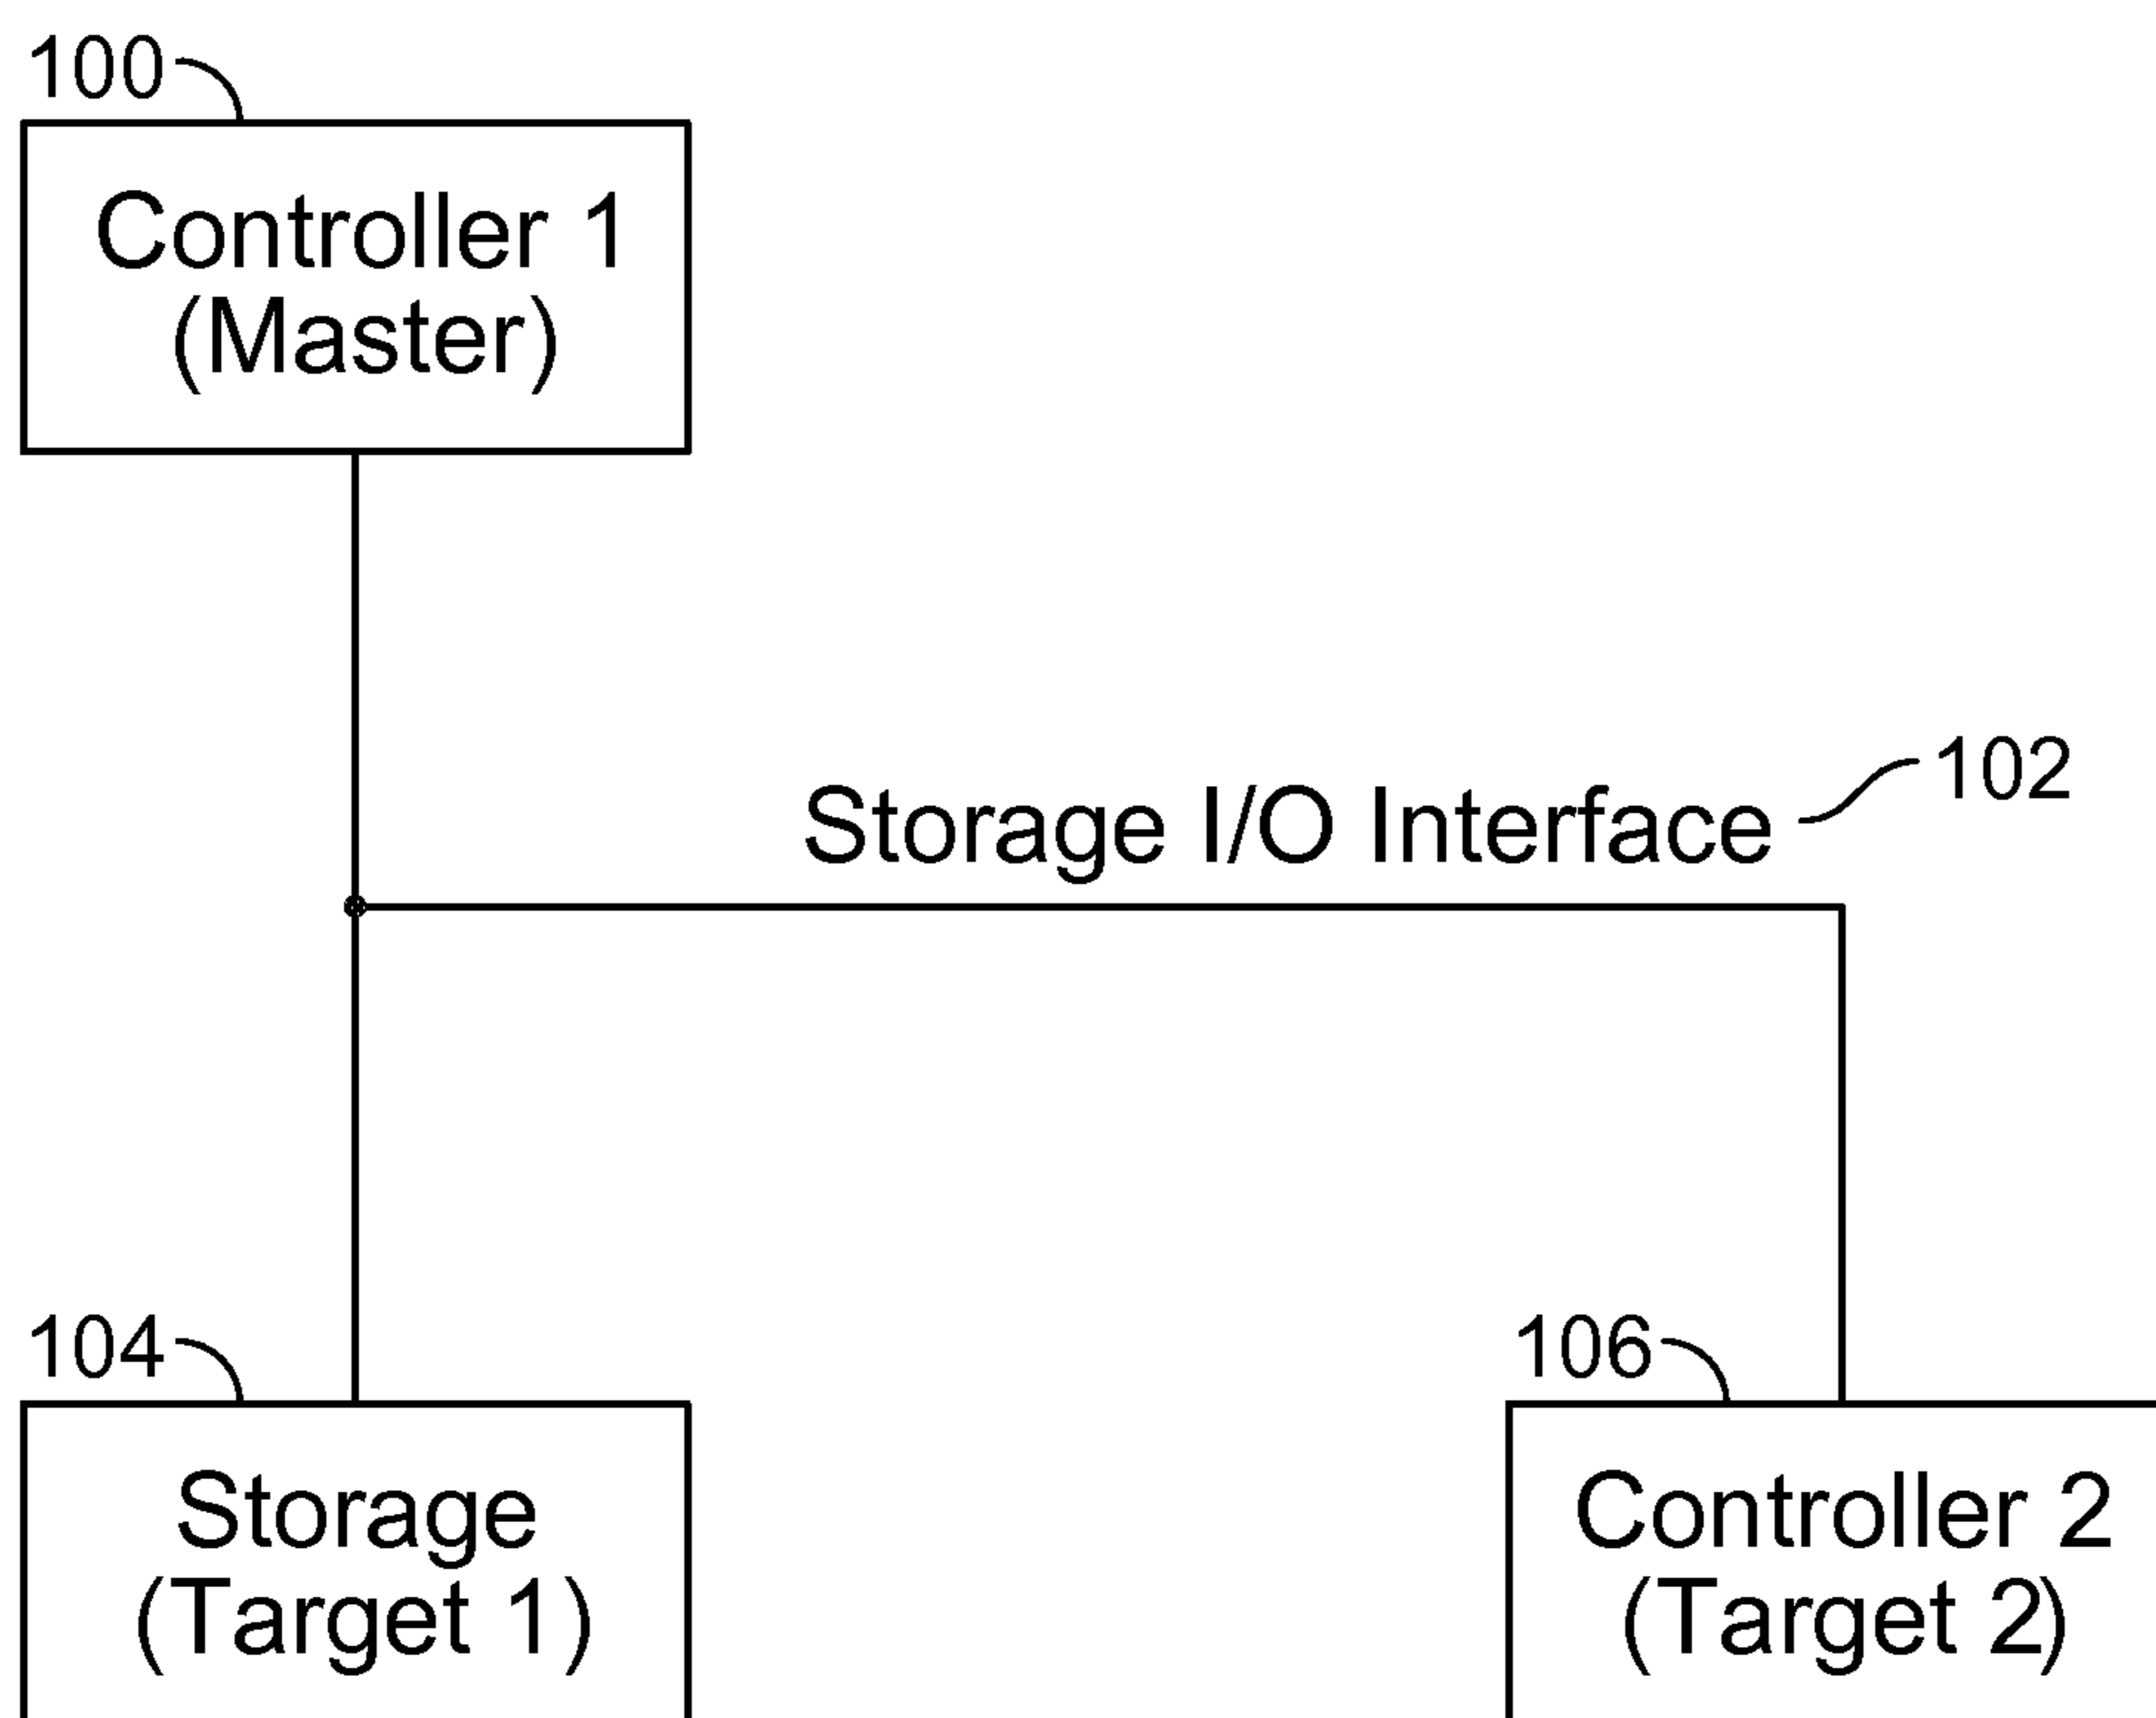 100
Controller 1
(Master)
Storage I/O Interface
102
104
Storage
(Target 1)
106
Controller 2
(Target 2)